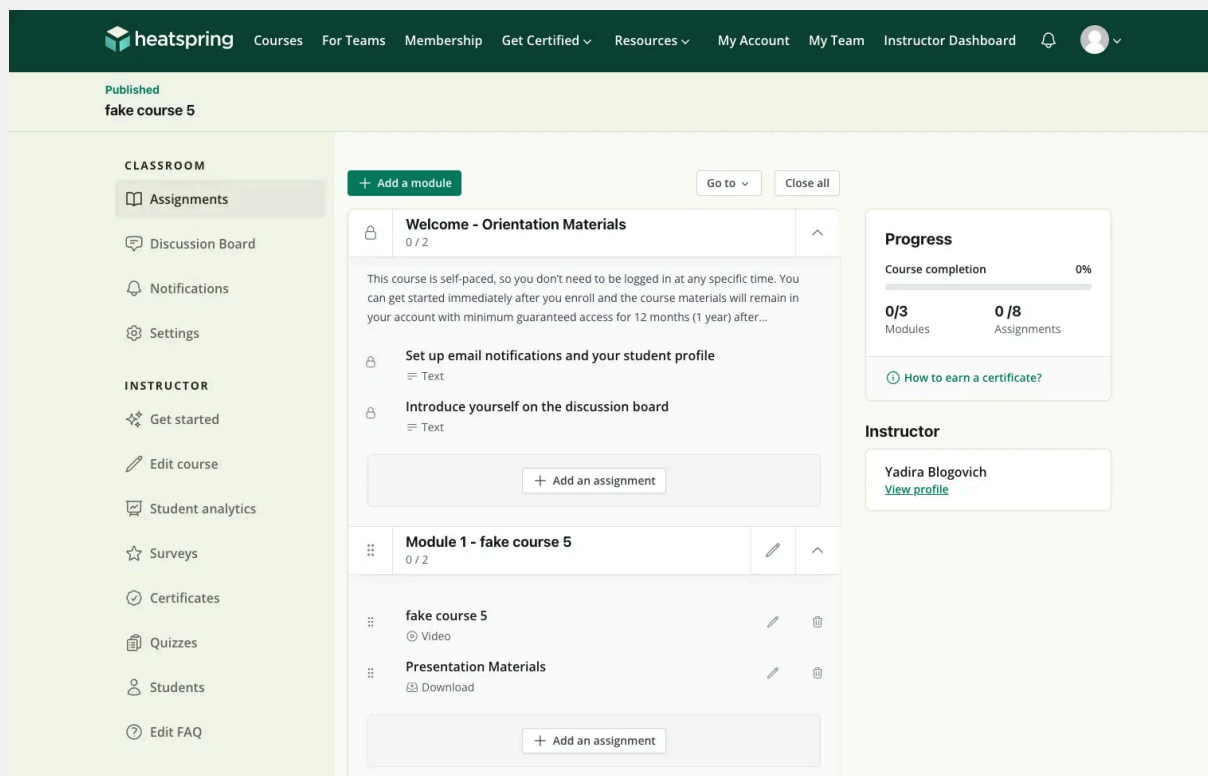 heatspring Courses For Teams Membership Get Certified Resources My Account My Team Instructor Dashboard
Published
fake course 5
CLASSROOM
Assignments
Discussion Board
Notifications
Settings
INSTRUCTOR
Get started
Edit course
Student analytics
Surveys
Certificates
Quizzes
Students
Edit FAQ
+ Add a module
Go to
Close all
Welcome - Orientation Materials
0 / 2
This course is self-paced, so you don't need to be logged in at any specific time. You
can get started immediately after you enroll and the course materials will remain in
your account with minimum guaranteed access for 12 months (1 year) after...
Set up email notifications and your student profile
Text
Introduce yourself on the discussion board
Text
+ Add an assignment
Module 1 - fake course 5
0 / 2
fake course 5
Video
Presentation Materials
Download
+ Add an assignment
Progress
Course completion 0%
0/3 0 /8
Modules Assignments
How to earn a certificate?
Instructor
Yadira Blogovich
View profile